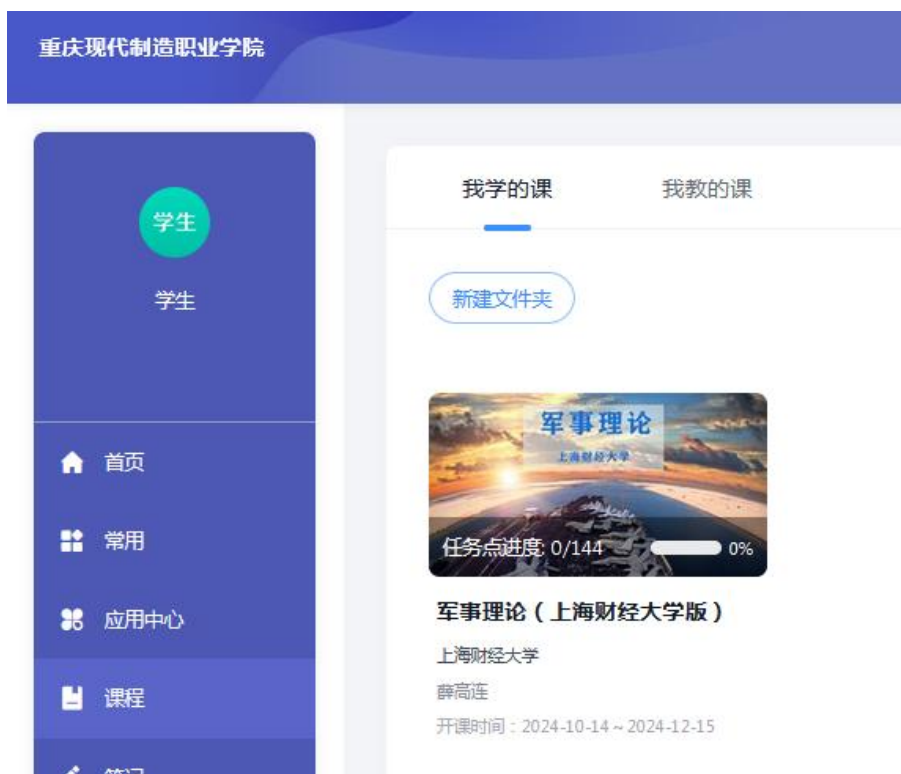 重庆现代制造职业学院
学生
学生
首页
常用
应用中心
课程
我学的课
我教的课
新建文件夹
军事理论
上海财经大学
任务点进度: 0/144
0%
军事理论（上海财经大学版）
上海财经大学
薛高连
开课时间：2024-10-14～2024-12-15